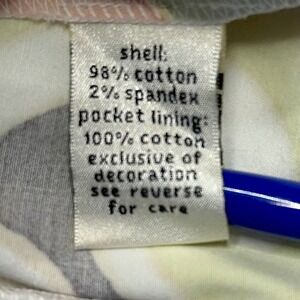 shell:
98% cotton
2% spandex
pocket lining:
100% cotton
exclusive of
decoration
see reverse
for care